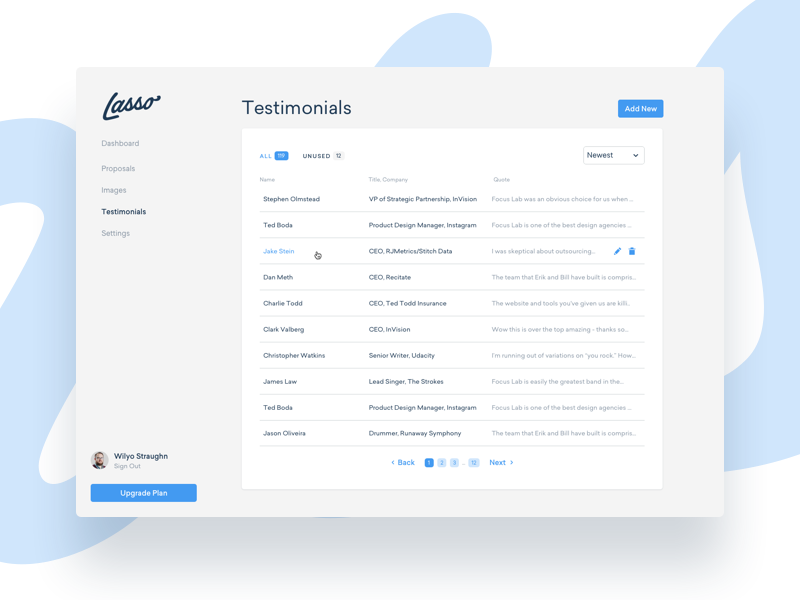 Lasso
Testimonials
Add New
Dashboard
Proposals
Images
Testimonials
Settings
ALL 119 UNUSED 12
Newest
Name Title, Company Quote
Stephen Olmstead VP of Strategic Partnership, InVision Focus Lab was an obvious choice for us when ...
Ted Boda Product Design Manager, Instagram Focus Lab is one of the best design agencies ...
Jake Stein CEO, RJMetrics/Stitch Data I was skeptical about outsourcing...
Dan Meth CEO, Recitate The team that Erik and Bill have built is compris...
Charlie Todd CEO, Ted Todd Insurance The website and tools you've given us are killi..
Clark Valberg CEO, InVision Wow this is over the top amazing - thanks so...
Christopher Watkins Senior Writer, Udacity I'm running out of variations on "you rock." How...
James Law Lead Singer, The Strokes Focus Lab is easily the greatest band in the...
Ted Boda Product Design Manager, Instagram Focus Lab is one of the best design agencies ...
Jason Oliveira Drummer, Runaway Symphony The team that Erik and Bill have built is compris...
Back 1 2 3 .. 12 Next
Wilyo Straughn
Sign Out
Upgrade Plan